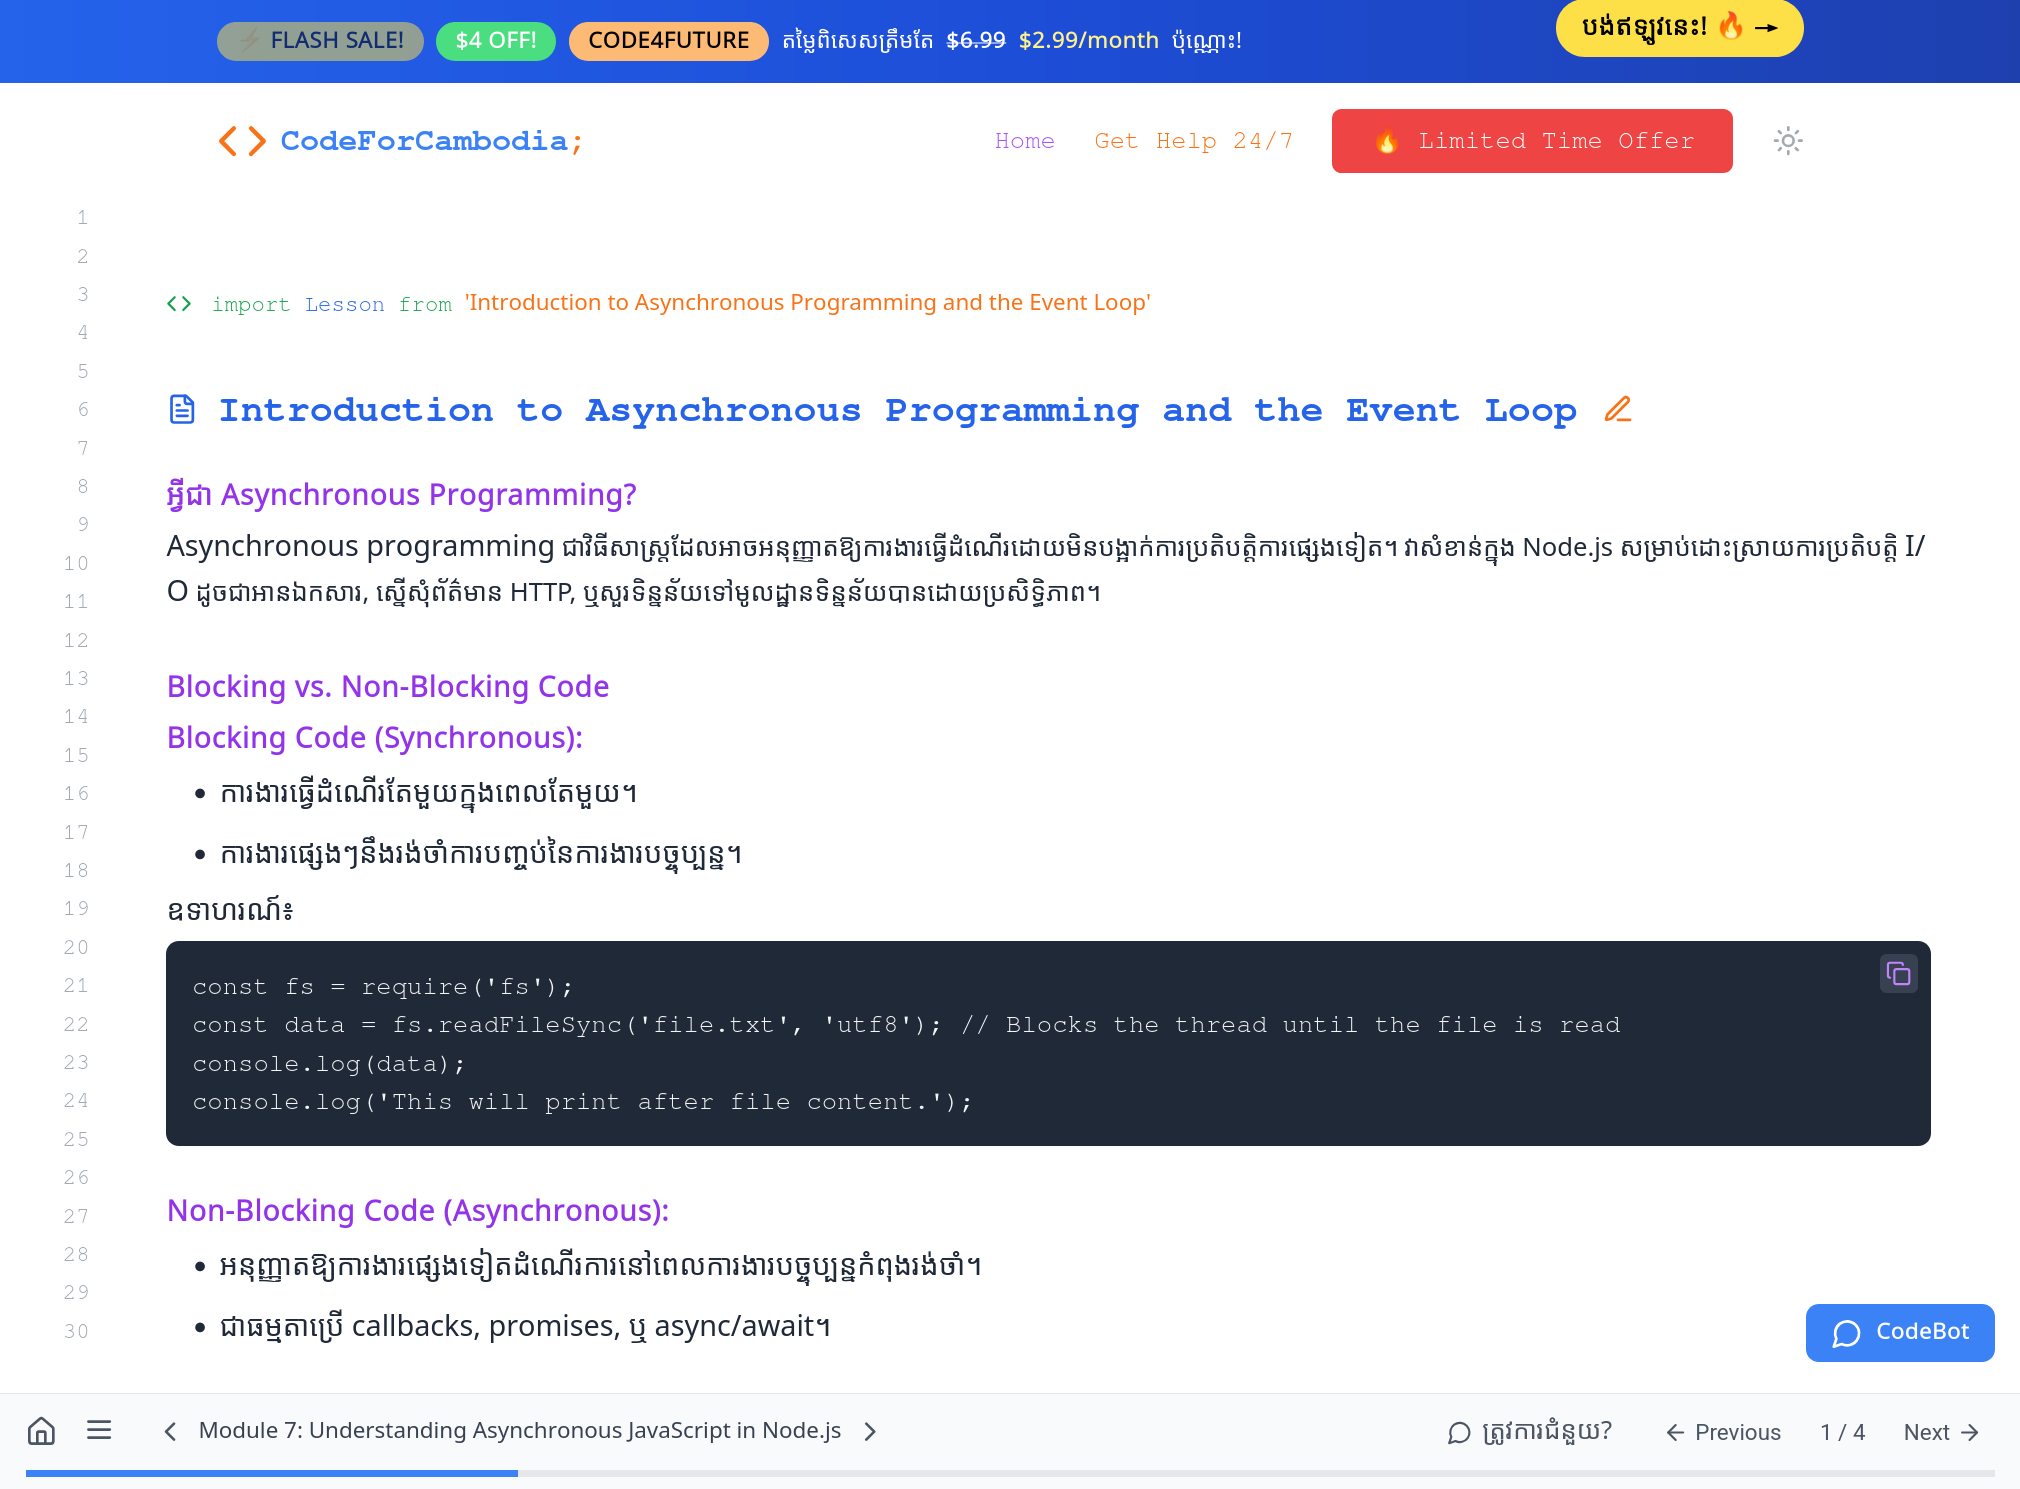 ⚡ FLASH SALE! $4 OFF! CODE4FUTURE តម្លៃពិសេសត្រឹមតែ $6.99 $2.99/month ប៉ុណ្ណោះ! បង់ឥឡូវនេះ! 🔥 →
<> CodeForCambodia; Home Get Help 24/7 🔥 Limited Time Offer
1
2
3
4
5
6
7
8
9
10
11
12
13
14
15
16
17
18
19
20
21
22
23
24
25
26
27
28
29
30
<> import Lesson from 'Introduction to Asynchronous Programming and the Event Loop'
Introduction to Asynchronous Programming and the Event Loop
អ្វីជា Asynchronous Programming?
Asynchronous programming ជាវិធីសាស្ត្រដែលអាចអនុញ្ញាតឱ្យការងារធ្វើដំណើរដោយមិនបង្អាក់ការប្រតិបត្តិការផ្សេងទៀត។ វាសំខាន់ក្នុង Node.js សម្រាប់ដោះស្រាយការប្រតិបត្តិ I/
O ដូចជាអានឯកសារ, ស្នើសុំព័ត៌មាន HTTP, ឬសួរទិន្នន័យទៅមូលដ្ឋានទិន្នន័យបានដោយប្រសិទ្ធិភាព។
Blocking vs. Non-Blocking Code
Blocking Code (Synchronous):
• ការងារធ្វើដំណើរតែមួយក្នុងពេលតែមួយ។
• ការងារផ្សេងៗនឹងរង់ចាំការបញ្ចប់នៃការងារបច្ចុប្បន្ន។
ឧទាហរណ៍៖
const fs = require('fs');
const data = fs.readFileSync('file.txt', 'utf8'); // Blocks the thread until the file is read
console.log(data);
console.log('This will print after file content.');
Non-Blocking Code (Asynchronous):
• អនុញ្ញាតឱ្យការងារផ្សេងទៀតដំណើរការនៅពេលការងារបច្ចុប្បន្នកំពុងរង់ចាំ។
• ជាធម្មតាប្រើ callbacks, promises, ឬ async/await។
CodeBot
Module 7: Understanding Asynchronous JavaScript in Node.js ត្រូវការជំនួយ? ← Previous 1 / 4 Next →